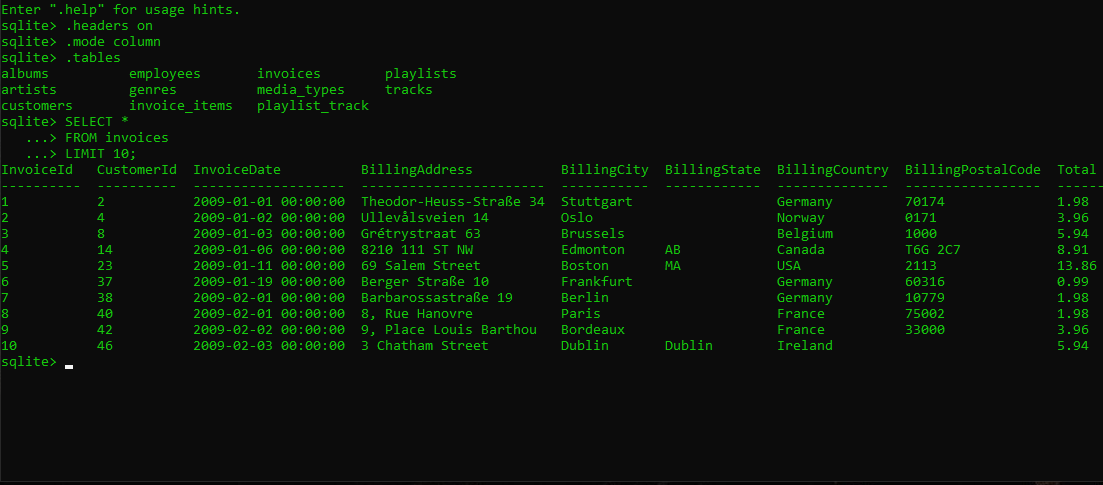 Enter ".help" for usage hints.
sqlite> .headers on
sqlite> .mode column
sqlite> .tables
albums          employees       invoices        playlists
artists         genres          media_types     tracks
customers       invoice_items   playlist_track
sqlite> SELECT *
   ...> FROM invoices
   ...> LIMIT 10;
InvoiceId   CustomerId  InvoiceDate          BillingAddress           BillingCity  BillingState  BillingCountry  BillingPostalCode  Total
----------  ----------  -------------------  -----------------------  -----------  ------------  --------------  -----------------  ------
1           2           2009-01-01 00:00:00  Theodor-Heuss-Straße 34  Stuttgart                  Germany         70174              1.98
2           4           2009-01-02 00:00:00  Ullevålsveien 14         Oslo                       Norway          0171               3.96
3           8           2009-01-03 00:00:00  Grétrystraat 63          Brussels                   Belgium         1000               5.94
4           14          2009-01-06 00:00:00  8210 111 ST NW           Edmonton     AB            Canada          T6G 2C7            8.91
5           23          2009-01-11 00:00:00  69 Salem Street          Boston       MA            USA             2113               13.86
6           37          2009-01-19 00:00:00  Berger Straße 10         Frankfurt                  Germany         60316              0.99
7           38          2009-02-01 00:00:00  Barbarossastraße 19      Berlin                     Germany         10779              1.98
8           40          2009-02-01 00:00:00  8, Rue Hanovre           Paris                      France          75002              1.98
9           42          2009-02-02 00:00:00  9, Place Louis Barthou   Bordeaux                   France          33000              3.96
10          46          2009-02-03 00:00:00  3 Chatham Street         Dublin       Dublin        Ireland                            5.94
sqlite>